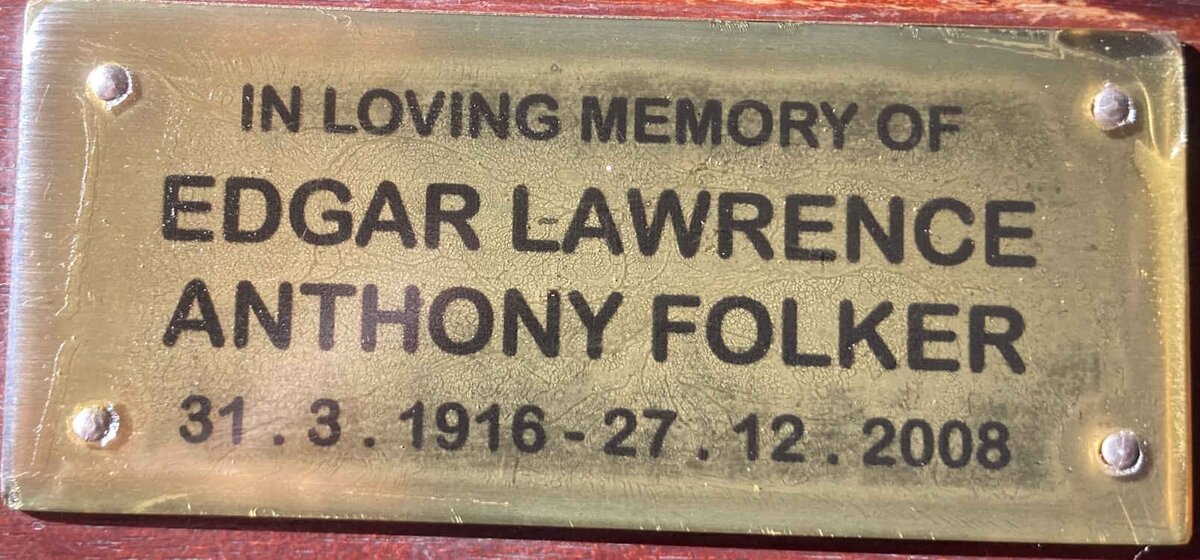 IN LOVING MEMORY OF
EDGAR LAWRENCE
ANTHONY FOLKER
31 . 3 . 1916 - 27 . 12 . 2008